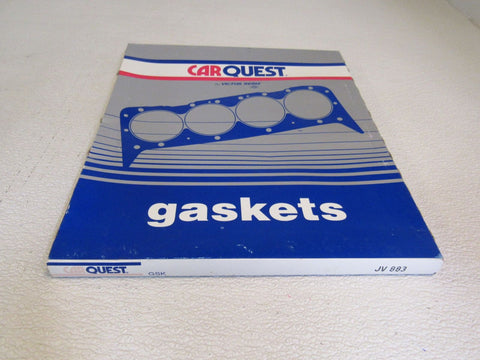 CARQUEST
by VICTOR REINZ
gaskets
CARQUEST GSK JV 883